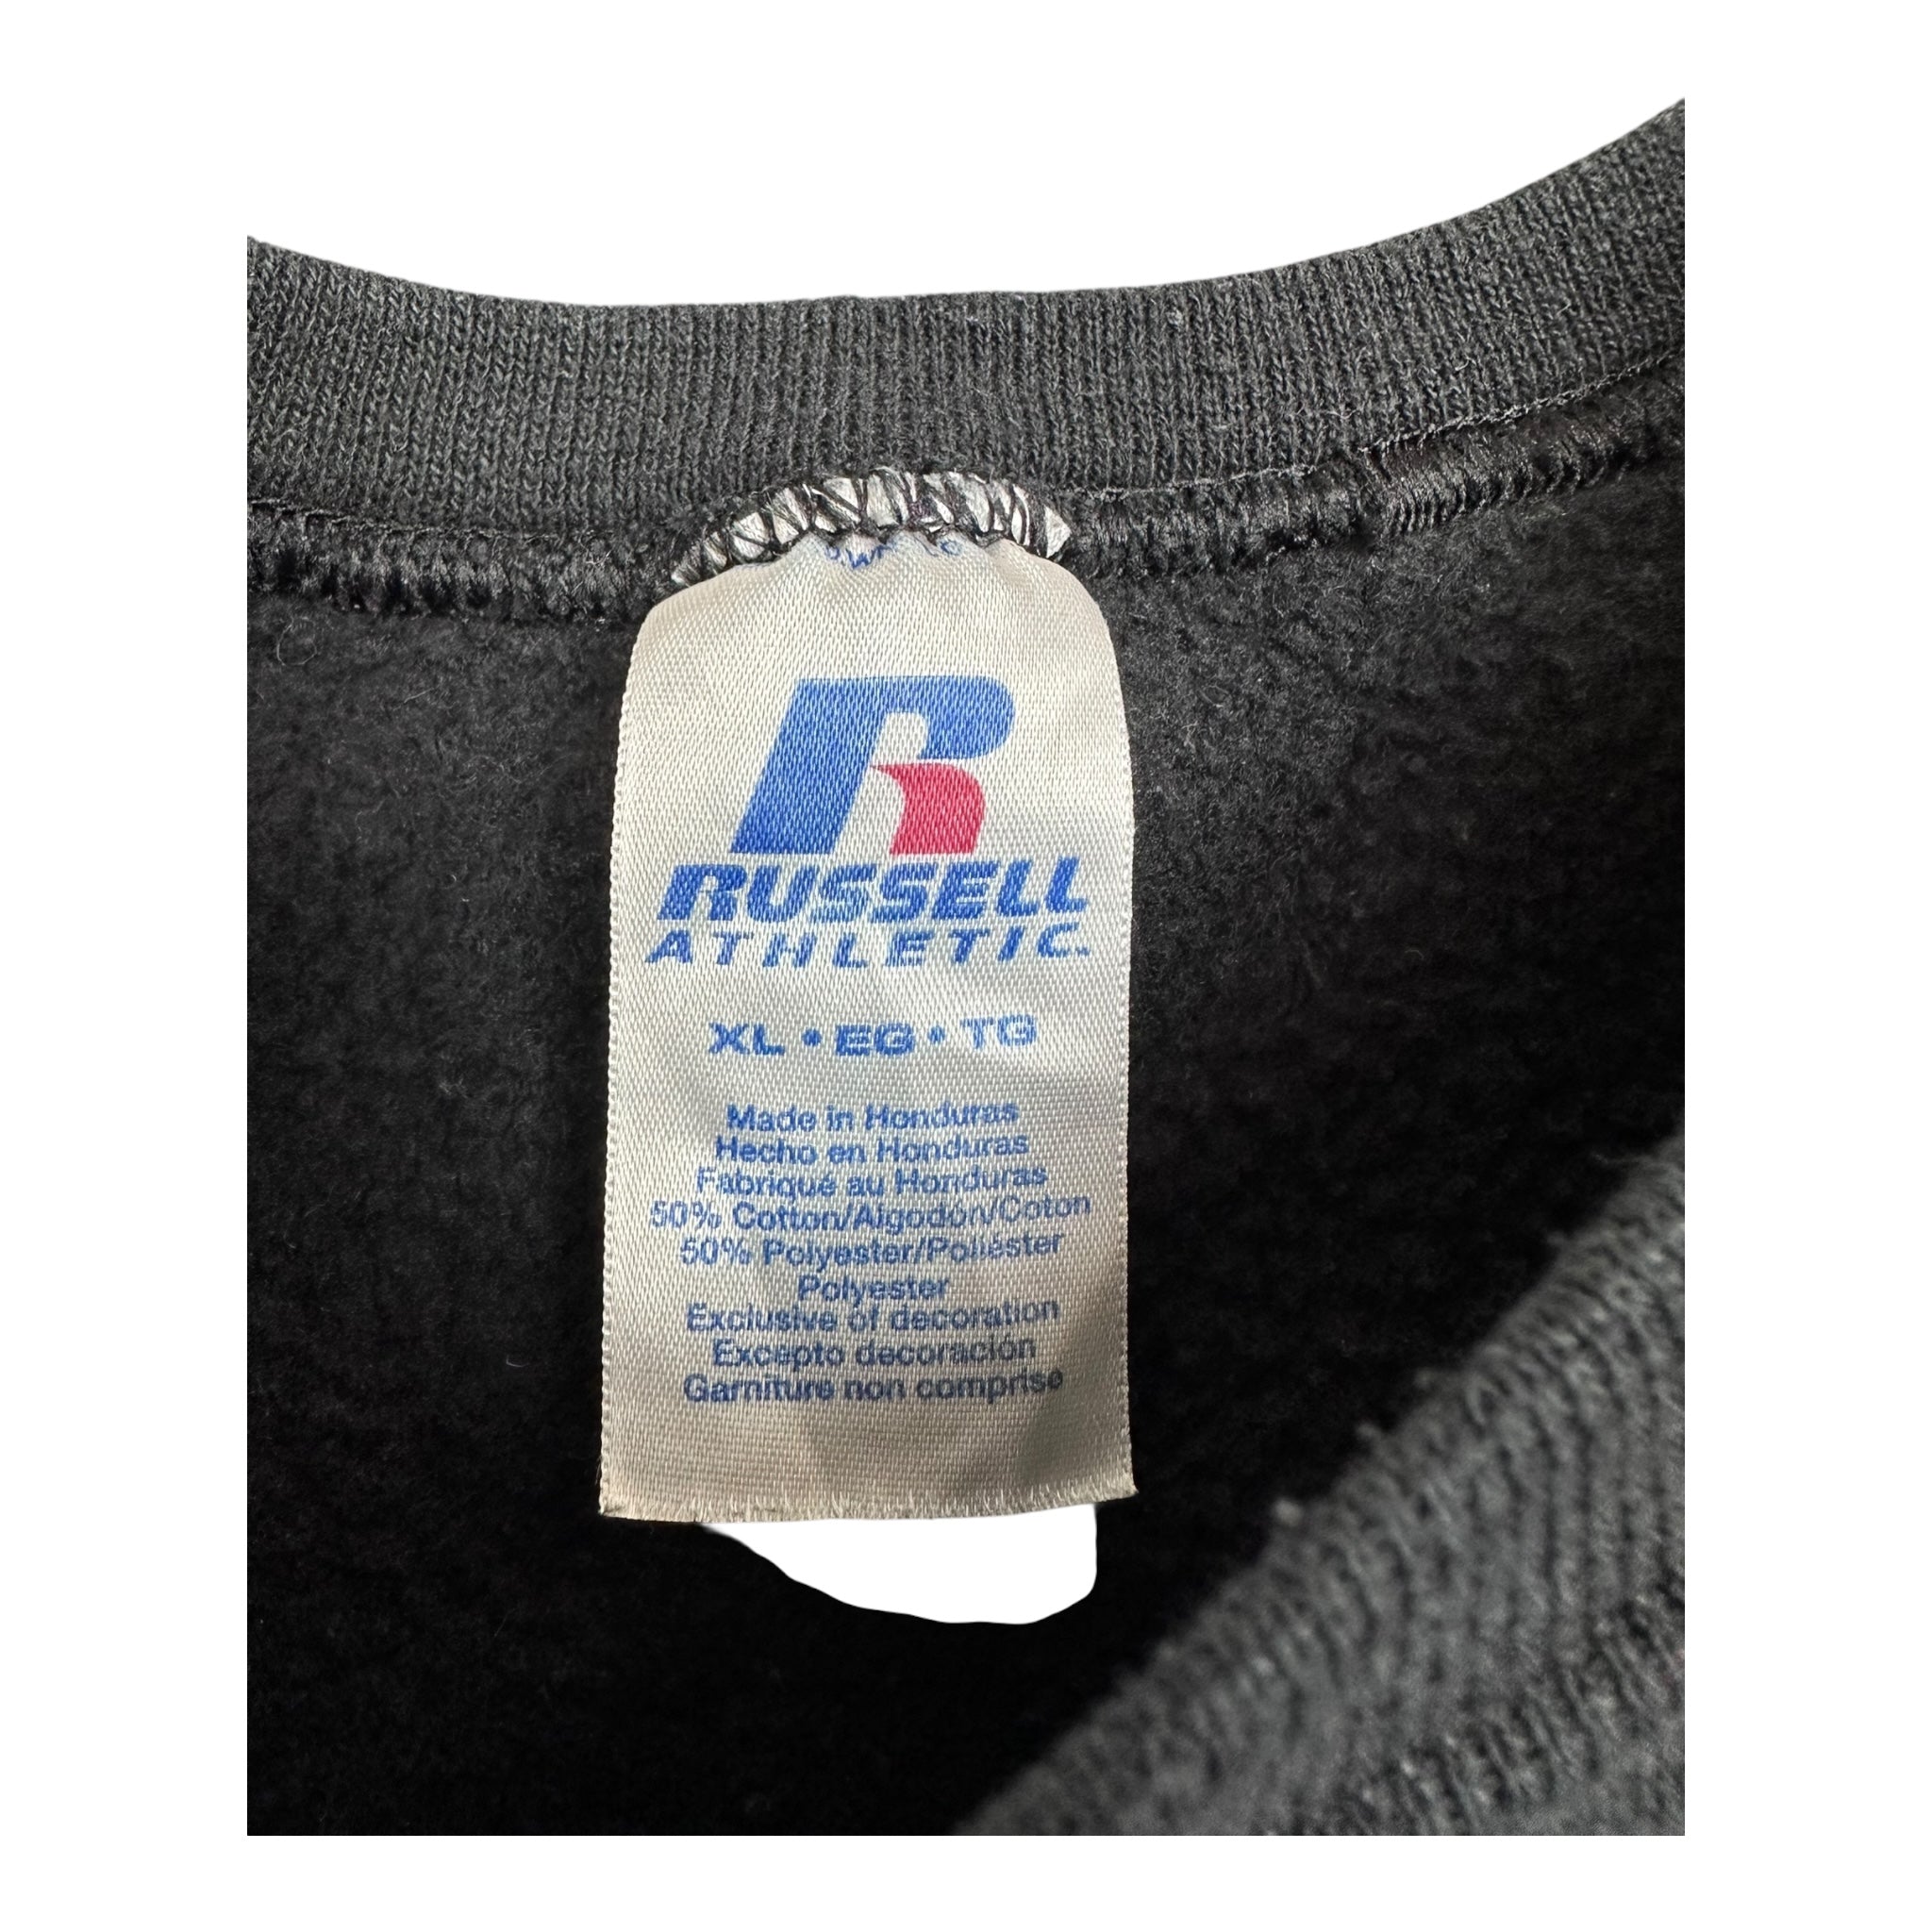 R
RUSSELL
ATHLETIC
XL • EG • TG
Made in Honduras
Hecho en Honduras
Fabriqué au Honduras
50% Cotton/Algodón/Coton
50% Polyester/Poliéster
Polyester
Exclusive of decoration
Excepto decoración
Garniture non comprise